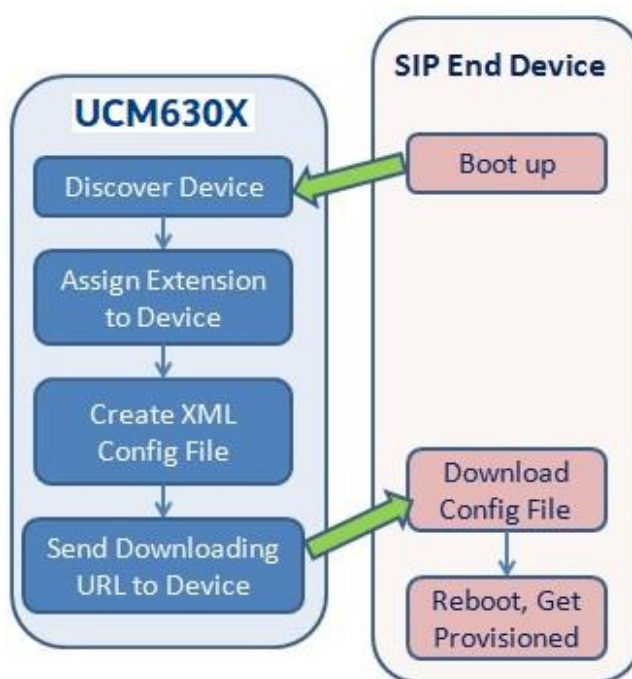 UCM630X
Discover Device
Assign Extension
to Device
Create XML
Config File
Send Downloading
URL to Device
SIP End Device
Boot up
Download
Config File
Reboot, Get
Provisioned